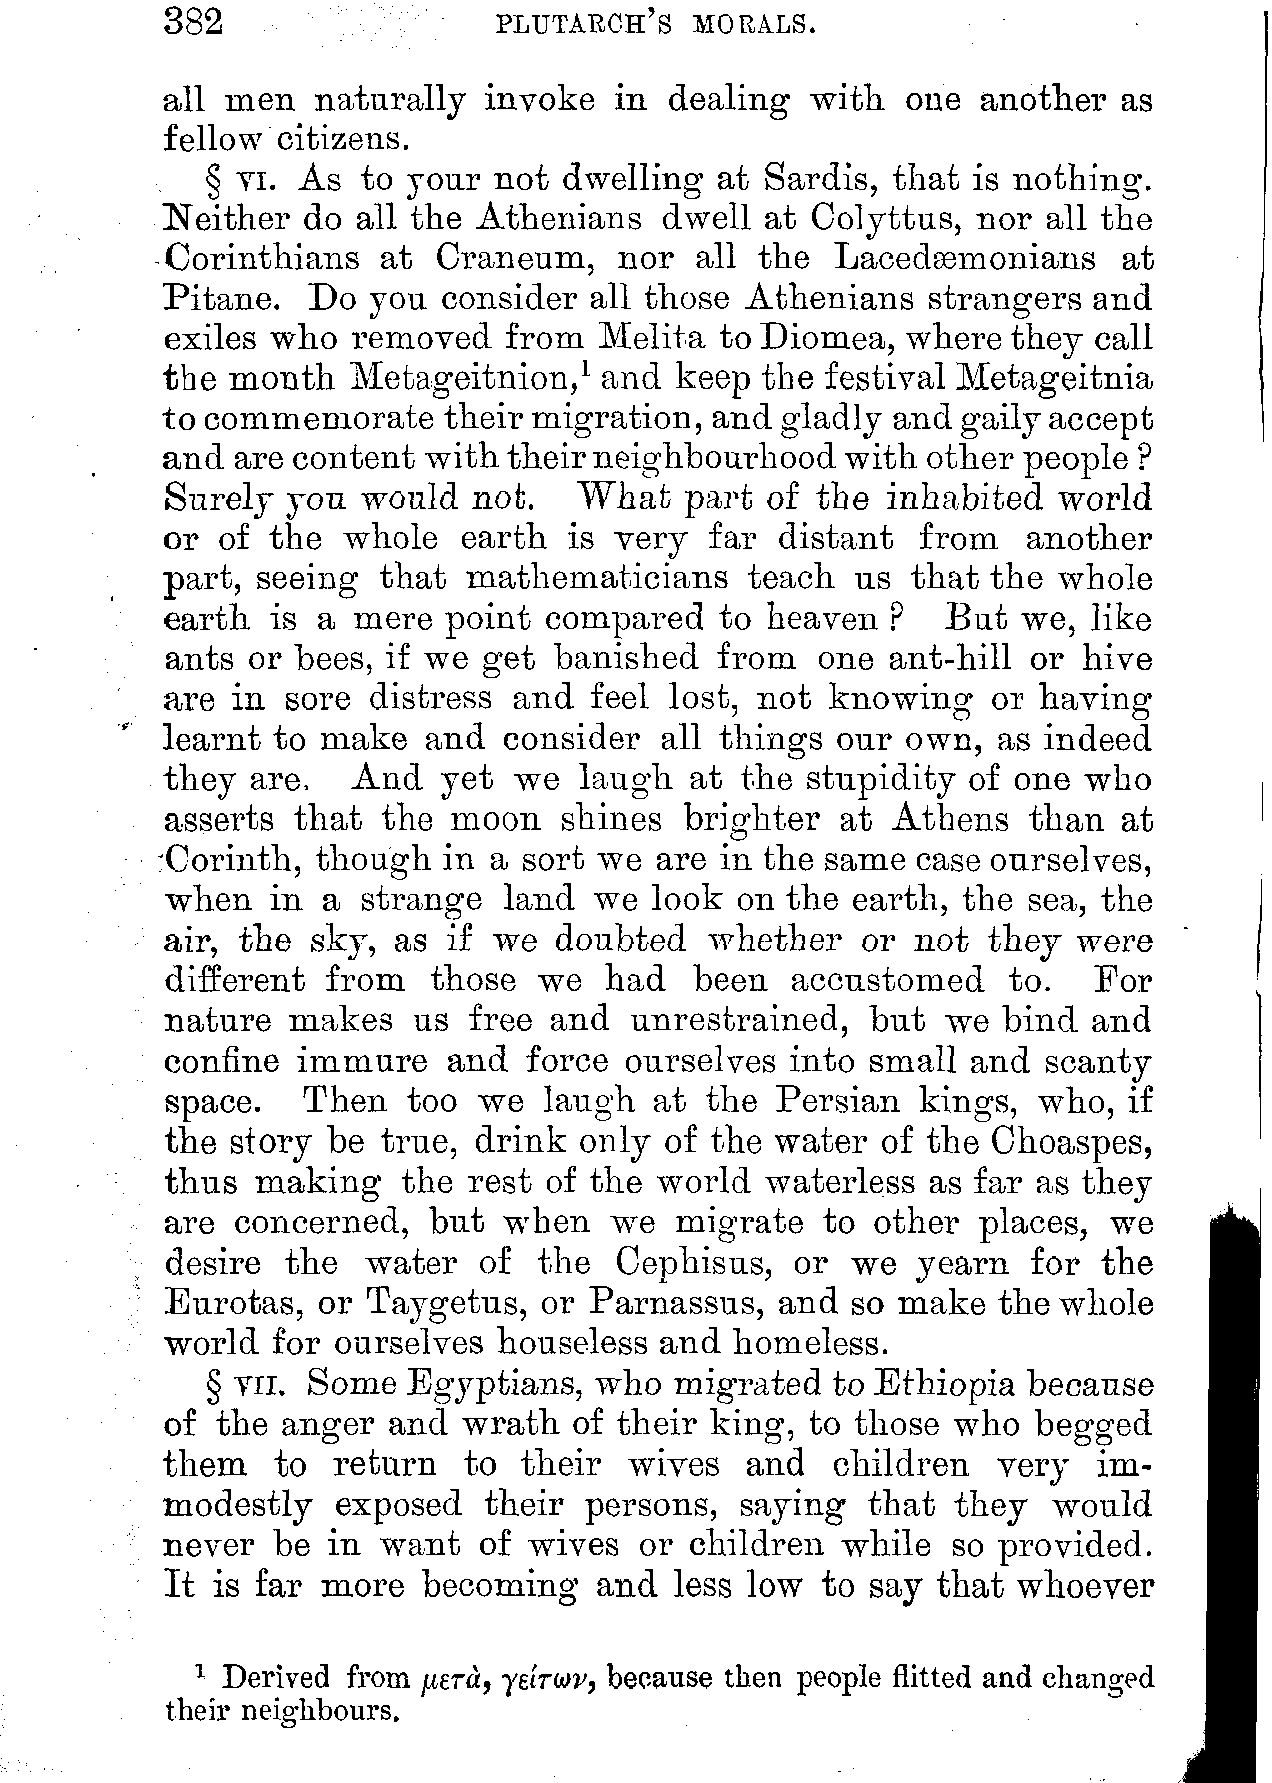 382 PLUTARCH'S MORALS.
all men naturally invoke in dealing with one another as
fellow citizens.
§ VI. As to your not dwelling at Sardis, that is nothing.
Neither do all the Athenians dwell at Colyttus, nor all the
Corinthians at Craneum, nor all the Lacedæmonians at
Pitane. Do you consider all those Athenians strangers and
exiles who removed from Melita to Diomea, where they call
the month Metageitnion,¹ and keep the festival Metageitnia
to commemorate their migration, and gladly and gaily accept
and are content with their neighbourhood with other people?
Surely you would not. What part of the inhabited world
or of the whole earth is very far distant from another
part, seeing that mathematicians teach us that the whole
earth is a mere point compared to heaven? But we, like
ants or bees, if we get banished from one ant-hill or hive
are in sore distress and feel lost, not knowing or having
learnt to make and consider all things our own, as indeed
they are. And yet we laugh at the stupidity of one who
asserts that the moon shines brighter at Athens than at
Corinth, though in a sort we are in the same case ourselves,
when in a strange land we look on the earth, the sea, the
air, the sky, as if we doubted whether or not they were
different from those we had been accustomed to. For
nature makes us free and unrestrained, but we bind and
confine immure and force ourselves into small and scanty
space. Then too we laugh at the Persian kings, who, if
the story be true, drink only of the water of the Choaspes,
thus making the rest of the world waterless as far as they
are concerned, but when we migrate to other places, we
desire the water of the Cephisus, or we yearn for the
Eurotas, or Taygetus, or Parnassus, and so make the whole
world for ourselves houseless and homeless.
§ VII. Some Egyptians, who migrated to Ethiopia because
of the anger and wrath of their king, to those who begged
them to return to their wives and children very im-
modestly exposed their persons, saying that they would
never be in want of wives or children while so provided.
It is far more becoming and less low to say that whoever
¹ Derived from μετὰ, γείτων, because then people flitted and changed
their neighbours.